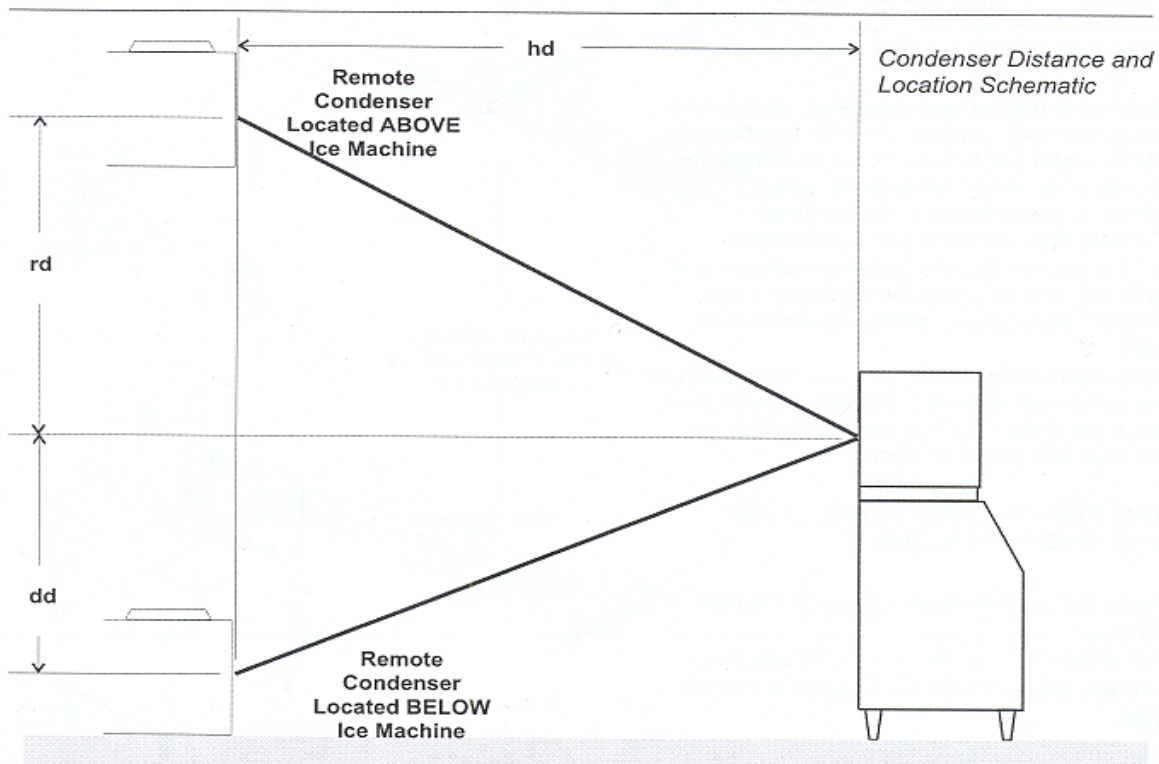 hd
Condenser Distance and
Location Schematic
Remote
Condenser
Located ABOVE
Ice Machine
rd
dd
Remote
Condenser
Located BELOW
Ice Machine